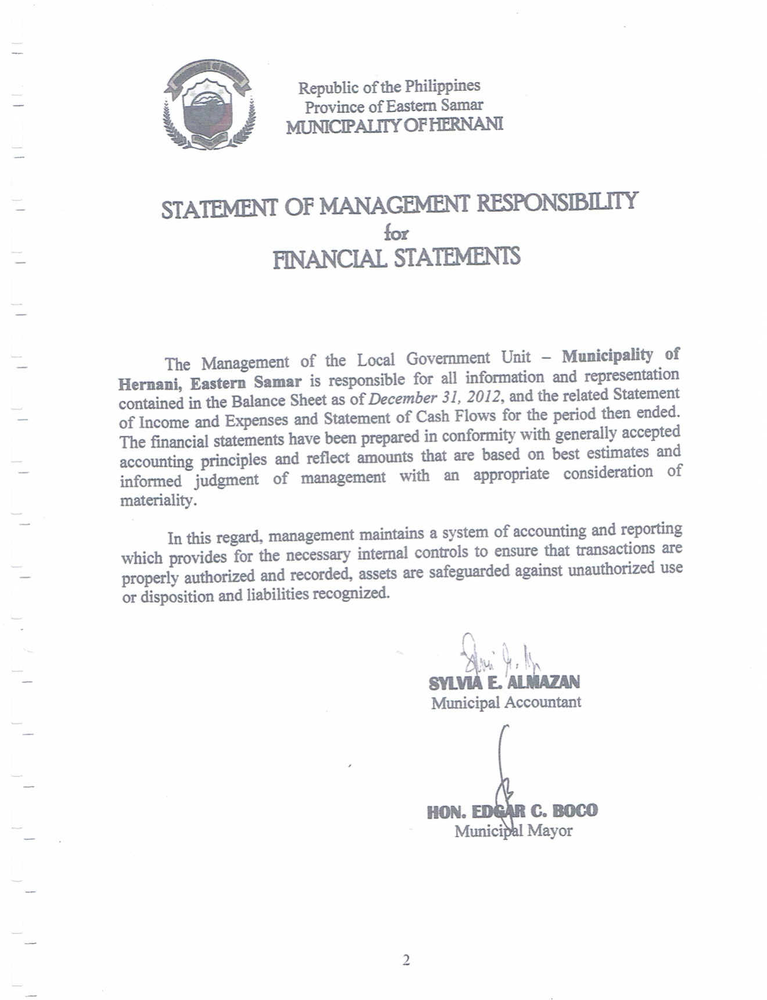 Republic of the Philippines
Province of Eastern Samar
MUNICIPALITY OF HERNANI
STATEMENT OF MANAGEMENT RESPONSIBILITY
for
FINANCIAL STATEMENTS
The Management of the Local Government Unit – Municipality of
Hernani, Eastern Samar is responsible for all information and representation
contained in the Balance Sheet as of December 31, 2012, and the related Statement
of Income and Expenses and Statement of Cash Flows for the period then ended.
The financial statements have been prepared in conformity with generally accepted
accounting principles and reflect amounts that are based on best estimates and
informed judgment of management with an appropriate consideration of
materiality.
In this regard, management maintains a system of accounting and reporting
which provides for the necessary internal controls to ensure that transactions are
properly authorized and recorded, assets are safeguarded against unauthorized use
or disposition and liabilities recognized.
SYLVIA E. ALMAZAN
Municipal Accountant
HON. EDGAR C. BOCO
Municipal Mayor
2